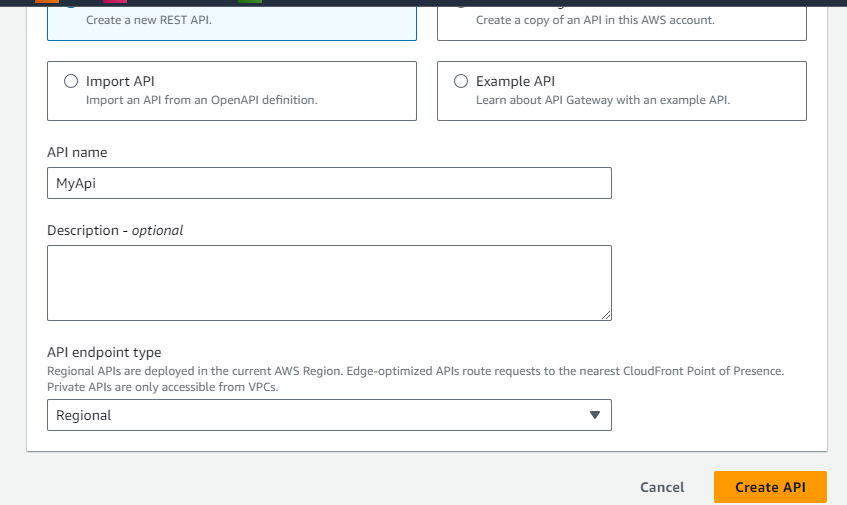 Create a new REST API.
Create a copy of an API in this AWS account.
Import API
Import an API from an OpenAPI definition.
Example API
Learn about API Gateway with an example API.
API name
MyApi
Description - optional
API endpoint type
Regional APIs are deployed in the current AWS Region. Edge-optimized APIs route requests to the nearest CloudFront Point of Presence.
Private APIs are only accessible from VPCs.
Regional
Cancel
Create API